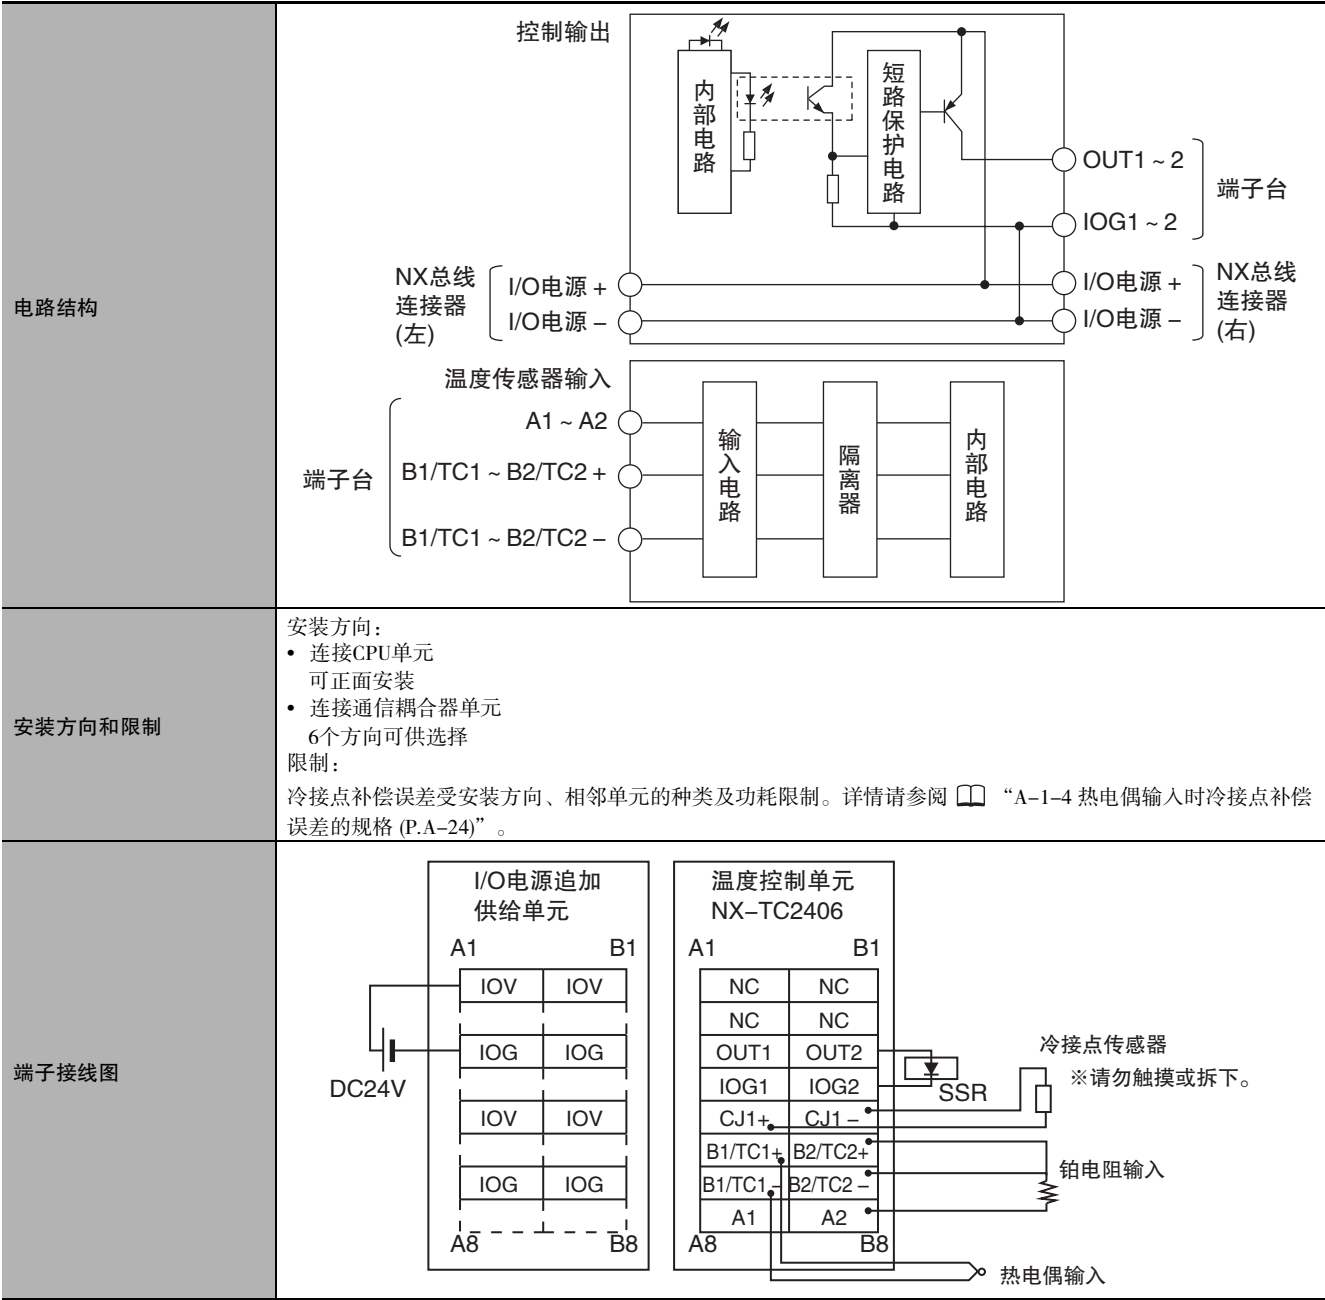 电路结构
控制输出
内部电路
短路保护电路
OUT1 ~ 2
IOG1 ~ 2
端子台
NX总线
连接器
(左)
I/O电源 +
I/O电源 –
I/O电源 +
I/O电源 –
NX总线
连接器
(右)
温度传感器输入
端子台
A1 ~ A2
B1/TC1 ~ B2/TC2 +
B1/TC1 ~ B2/TC2 –
输入电路
隔离器
内部电路
安装方向和限制
安装方向：
• 连接CPU单元
可正面安装
• 连接通信耦合器单元
6个方向可供选择
限制：
冷接点补偿误差受安装方向、相邻单元的种类及功耗限制。详情请参阅 “A–1–4 热电偶输入时冷接点补偿
误差的规格 (P.A–24)”。
端子接线图
I/O电源追加
供给单元
A1 B1
IOV IOV
IOG IOG
IOV IOV
IOG IOG
A8 B8
DC24V
温度控制单元
NX–TC2406
A1 B1
NC NC
NC NC
OUT1 OUT2
IOG1 IOG2
CJ1+ CJ1 –
B1/TC1+ B2/TC2+
B1/TC1 – B2/TC2 –
A1 A2
A8 B8
SSR
冷接点传感器
※请勿触摸或拆下。
铂电阻输入
热电偶输入